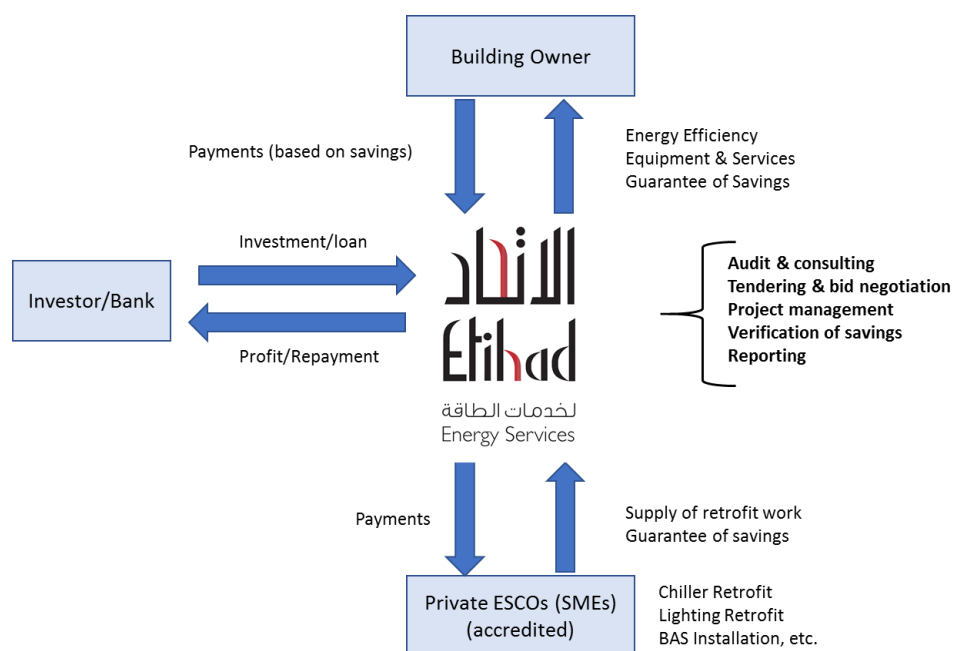 Building Owner
Payments (based on savings)
Energy Efficiency
Equipment & Services
Guarantee of Savings
Investment/loan
Investor/Bank
Profit/Repayment
الاتحاد
Etihad
لخدمات الطاقة
Energy Services
Audit & consulting
Tendering & bid negotiation
Project management
Verification of savings
Reporting
Payments
Supply of retrofit work
Guarantee of savings
Private ESCOs (SMEs)
(accredited)
Chiller Retrofit
Lighting Retrofit
BAS Installation, etc.